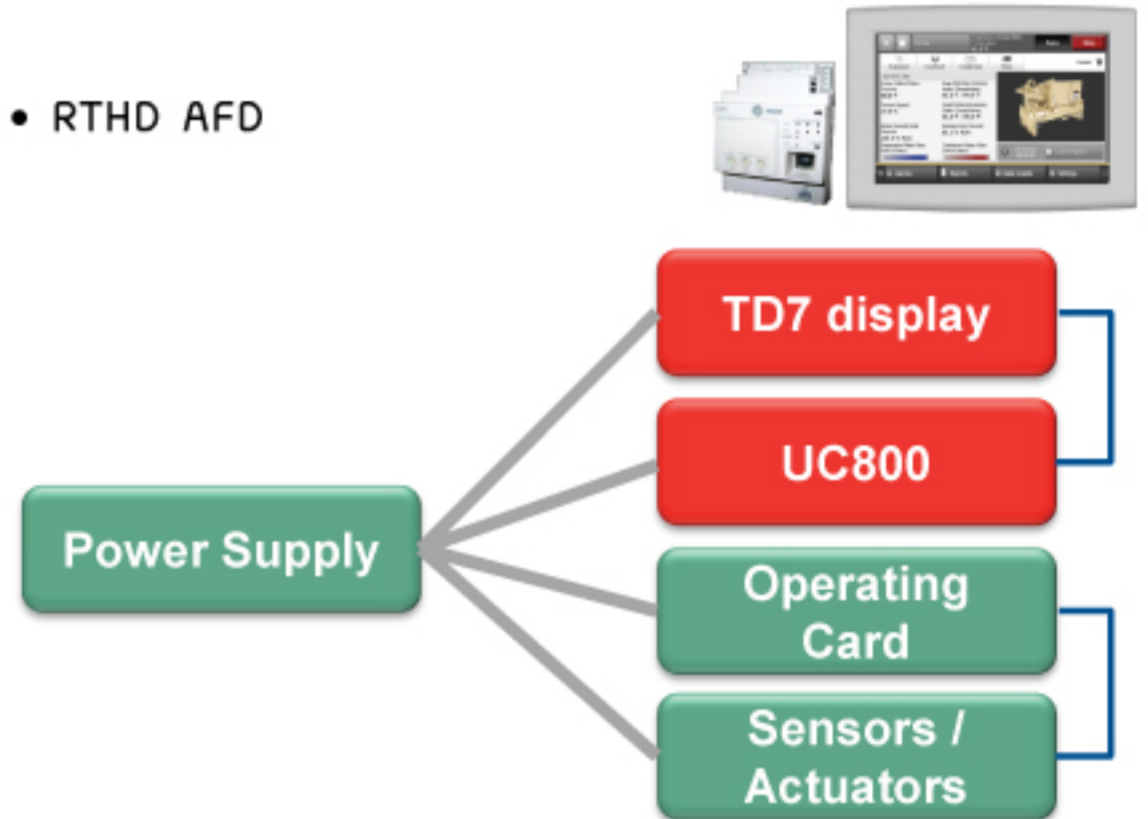 • RTHD AFD
TD7 display
UC800
Power Supply
Operating
Card
Sensors /
Actuators